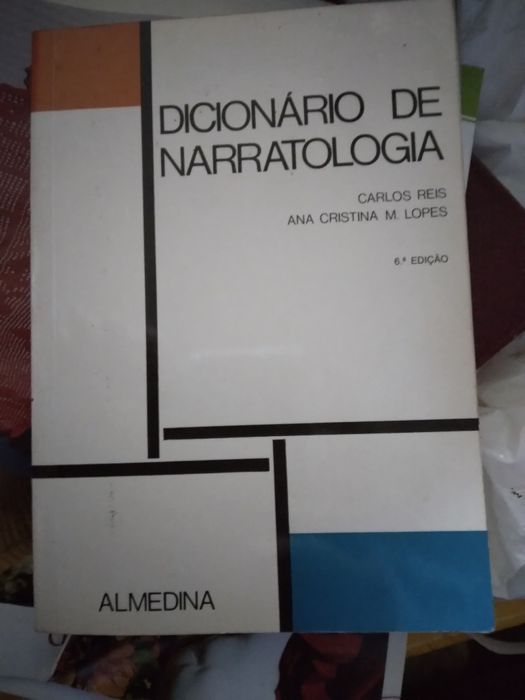 DICIONÁRIO DE
NARRATOLOGIA
CARLOS REIS
ANA CRISTINA M. LOPES
6.ª EDIÇÃO
ALMEDINA